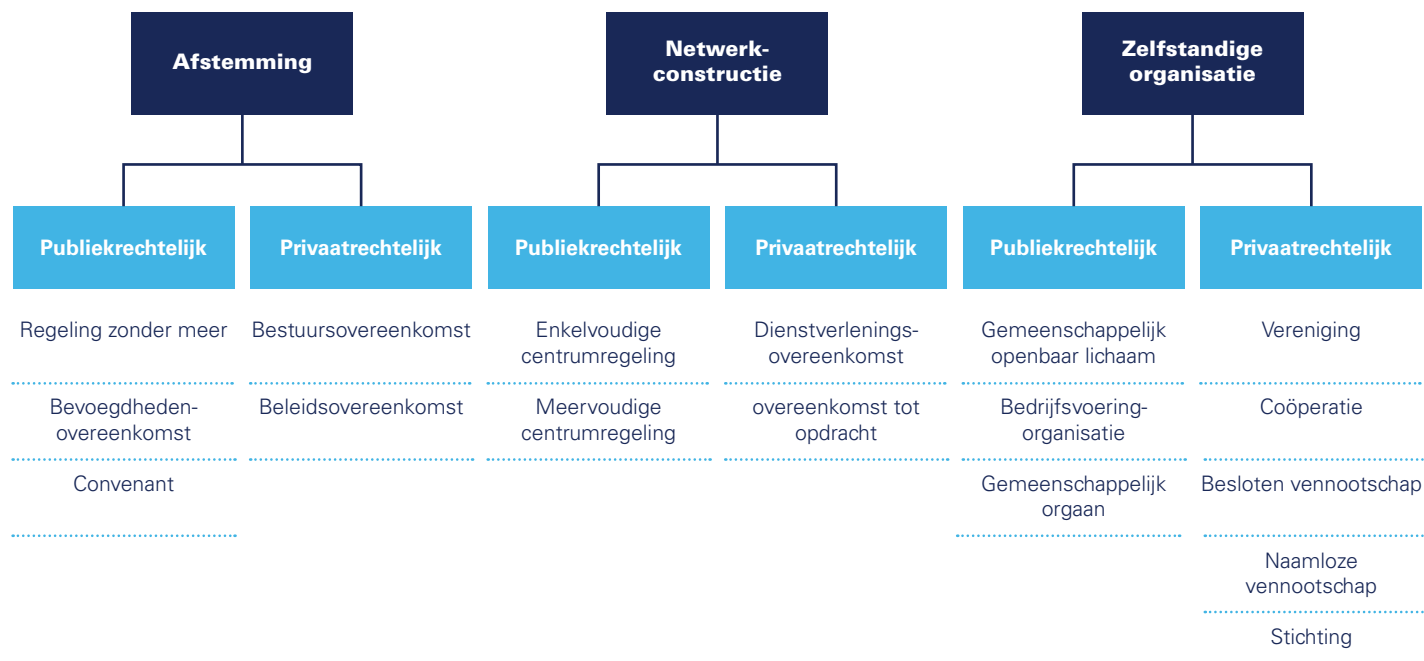 Afstemming
Netwerk-
constructie
Zelfstandige
organisatie
Publiekrechtelijk
Privaatrechtelijk
Publiekrechtelijk
Privaatrechtelijk
Publiekrechtelijk
Privaatrechtelijk
Regeling zonder meer
Bevoegdheden-
overeenkomst
Convenant
Bestuursovereenkomst
Beleidsovereenkomst
Enkelvoudige
centrumregeling
Meervoudige
centrumregeling
Dienstverlenings-
overeenkomst
overeenkomst tot
opdracht
Gemeenschappelijk
openbaar lichaam
Bedrijfsvoering-
organisatie
Gemeenschappelijk
orgaan
Vereniging
Coöperatie
Besloten vennootschap
Naamloze
vennootschap
Stichting